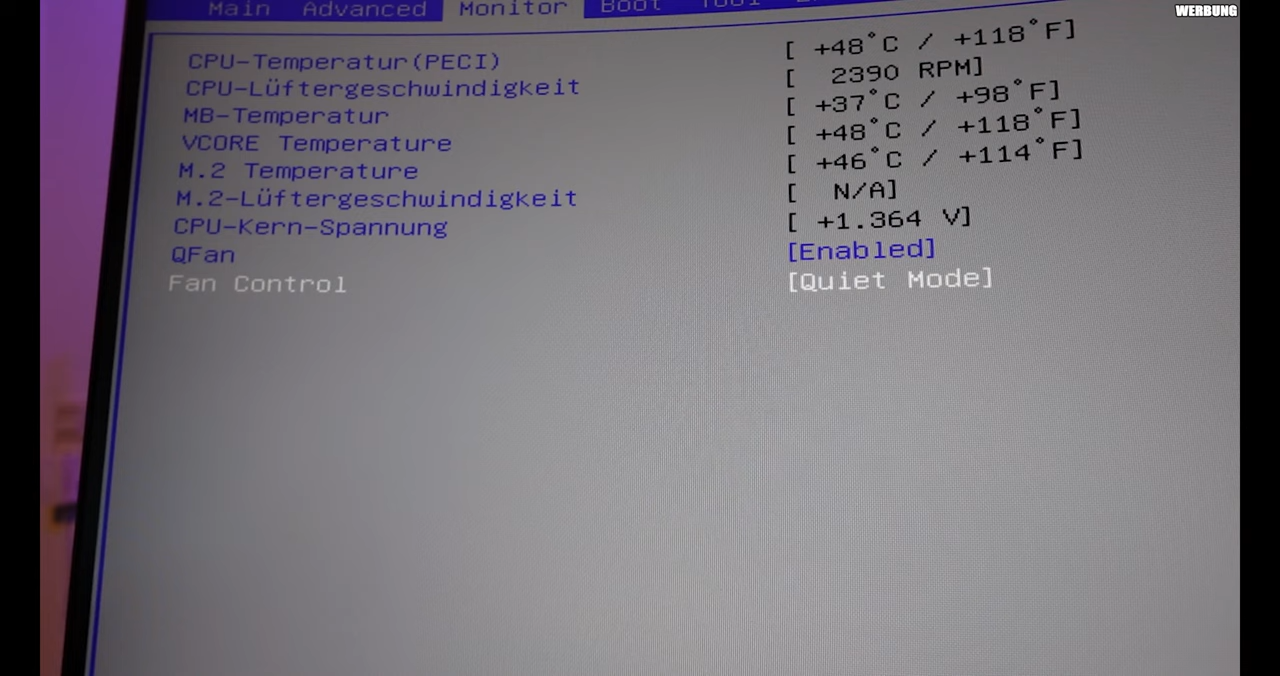 WERBUNG
Main Advanced Monitor Boot
CPU-Temperatur(PECI) [ +48°C / +118°F]
CPU-Lüftergeschwindigkeit [ 2390 RPM]
MB-Temperatur [ +37°C / +98°F]
VCORE Temperature [ +48°C / +118°F]
M.2 Temperature [ +46°C / +114°F]
M.2-Lüftergeschwindigkeit [ N/A]
CPU-Kern-Spannung [ +1.364 V]
QFan [Enabled]
Fan Control [Quiet Mode]